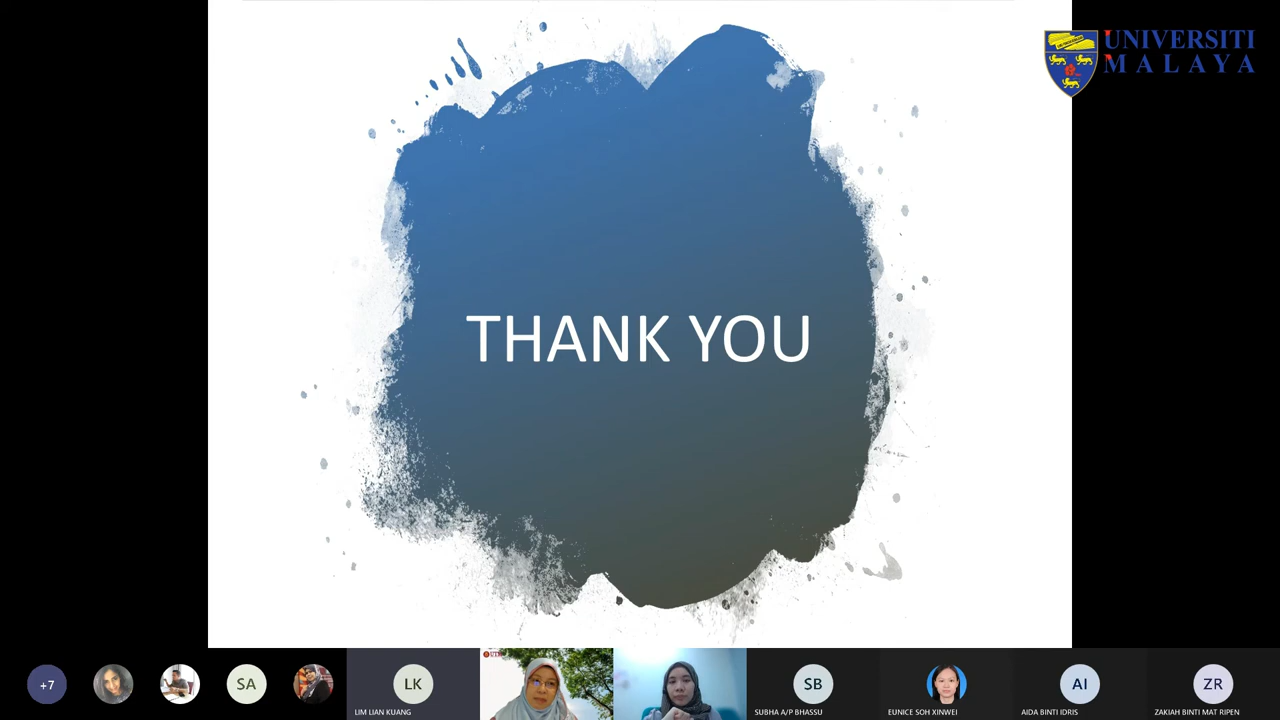 UNIVERSITI
MALAYA
THANK YOU
UTM
+7
SA
LK
SB
AI
ZR
LIM LIAN KUANG
SUBHA A/P BHASSU
EUNICE SOH XINWEI
AIDA BINTI IDRIS
ZAKIAH BINTI MAT RIPEN